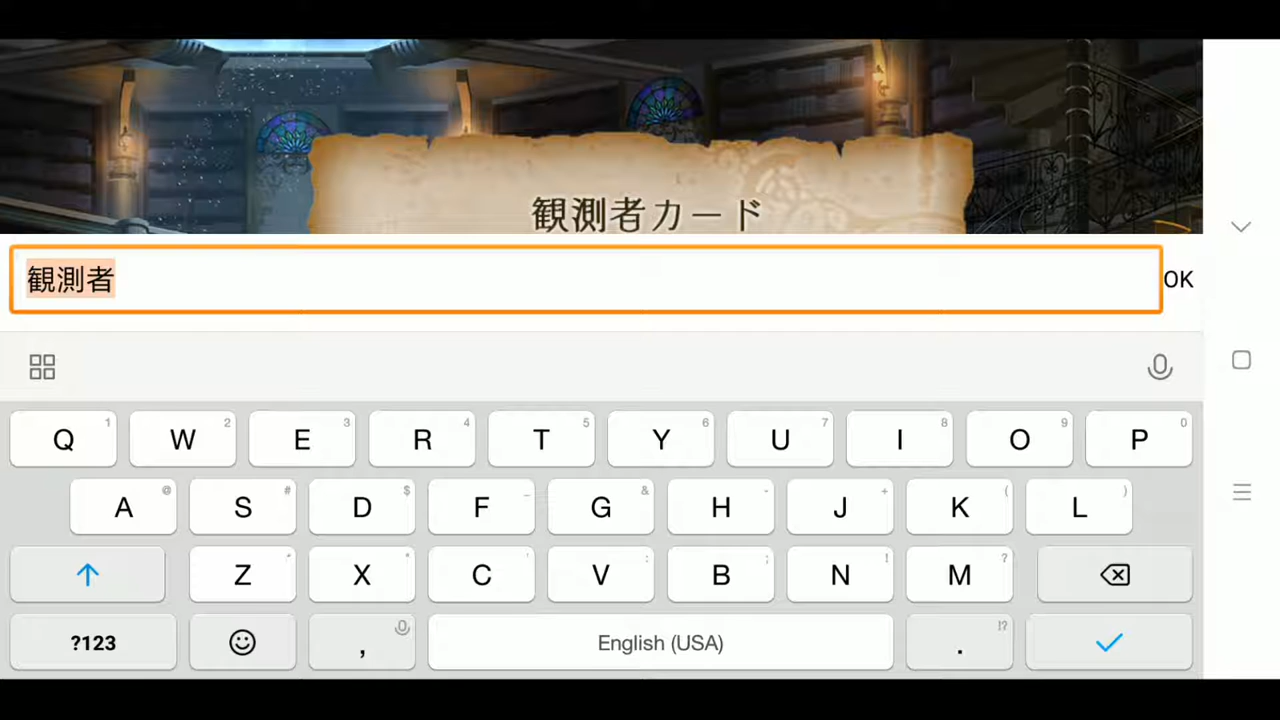 観測者カード
観測者
OK
Q 1 W 2 E 3 R 4 T 5 Y 6 U 7 I 8 O 9 P 0
A @ S # D $ F _ G & H - J + K ( L )
Z X C V : B ; N ! M ?
?123 , English (USA) . !?